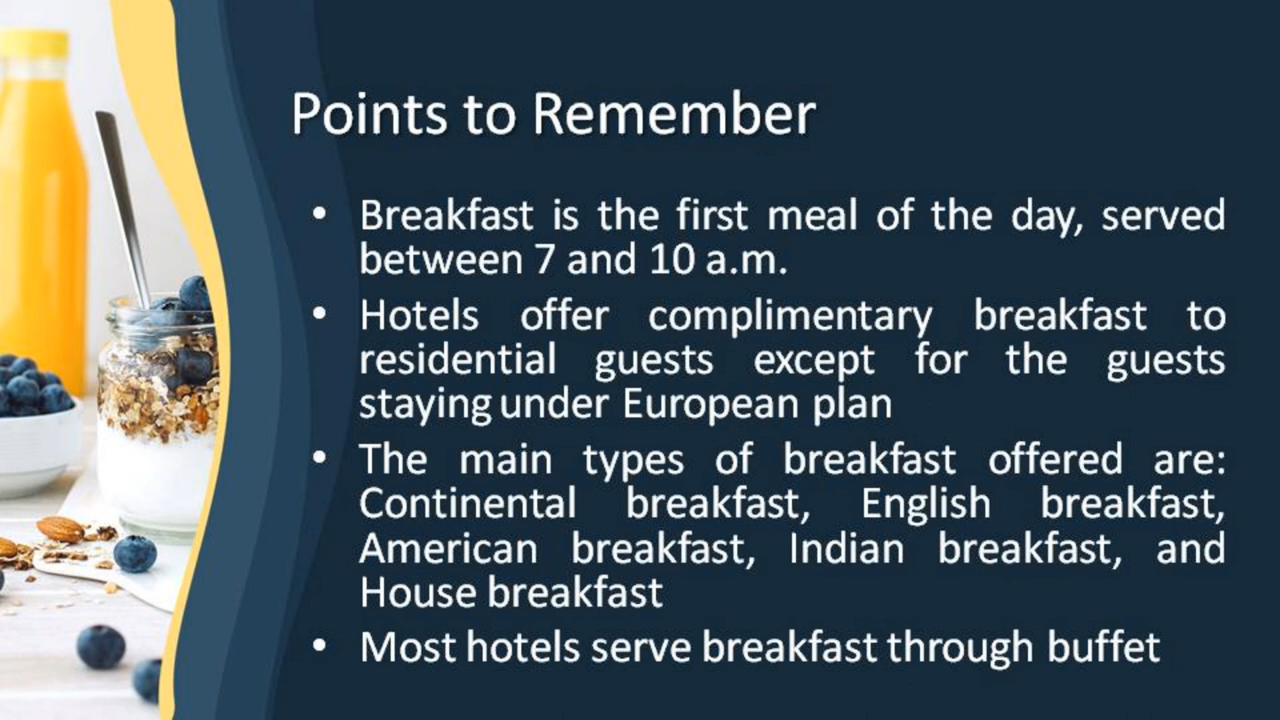 Points to Remember
• Breakfast is the first meal of the day, served
between 7 and 10 a.m.
• Hotels offer complimentary breakfast to
residential guests except for the guests
staying under European plan
• The main types of breakfast offered are:
Continental breakfast, English breakfast,
American breakfast, Indian breakfast, and
House breakfast
• Most hotels serve breakfast through buffet